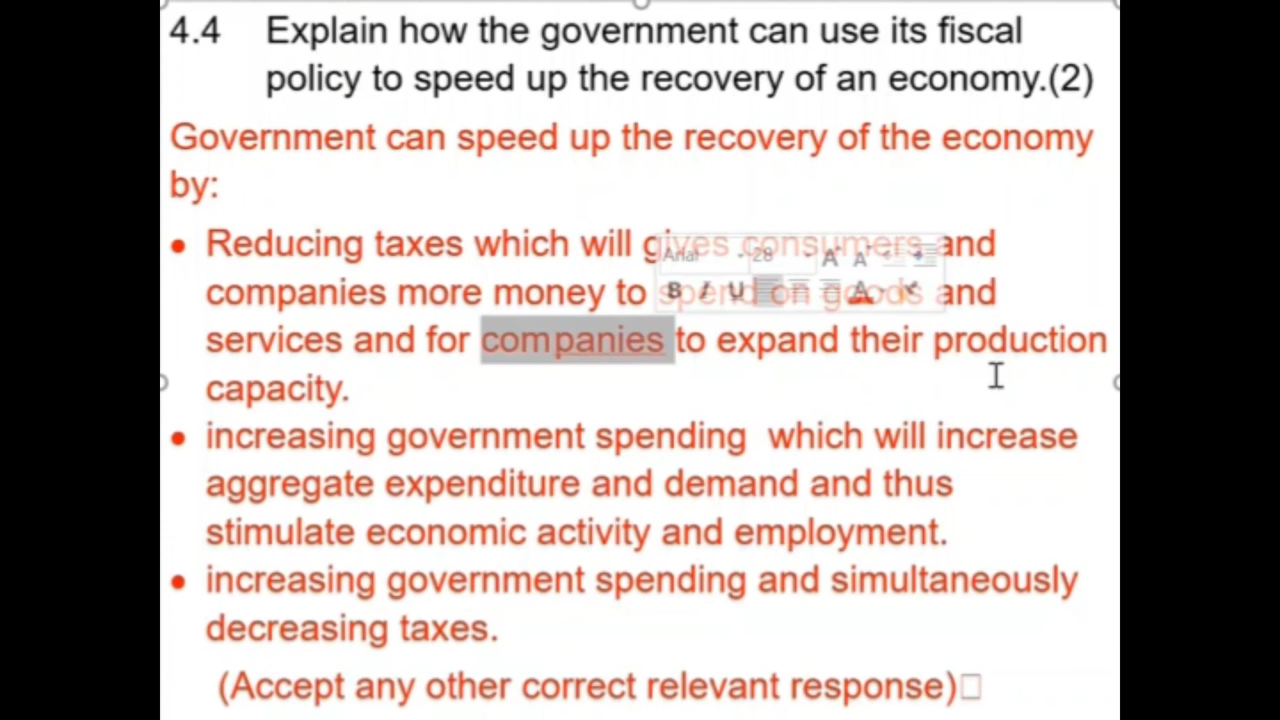 4.4 Explain how the government can use its fiscal
policy to speed up the recovery of an economy.(2)
Government can speed up the recovery of the economy
by:
• Reducing taxes which will gives consumers and
Arial 28 A A
companies more money to spend on goods and
B I U A
services and for companies to expand their production
capacity.
• increasing government spending which will increase
aggregate expenditure and demand and thus
stimulate economic activity and employment.
• increasing government spending and simultaneously
decreasing taxes.
(Accept any other correct relevant response)□